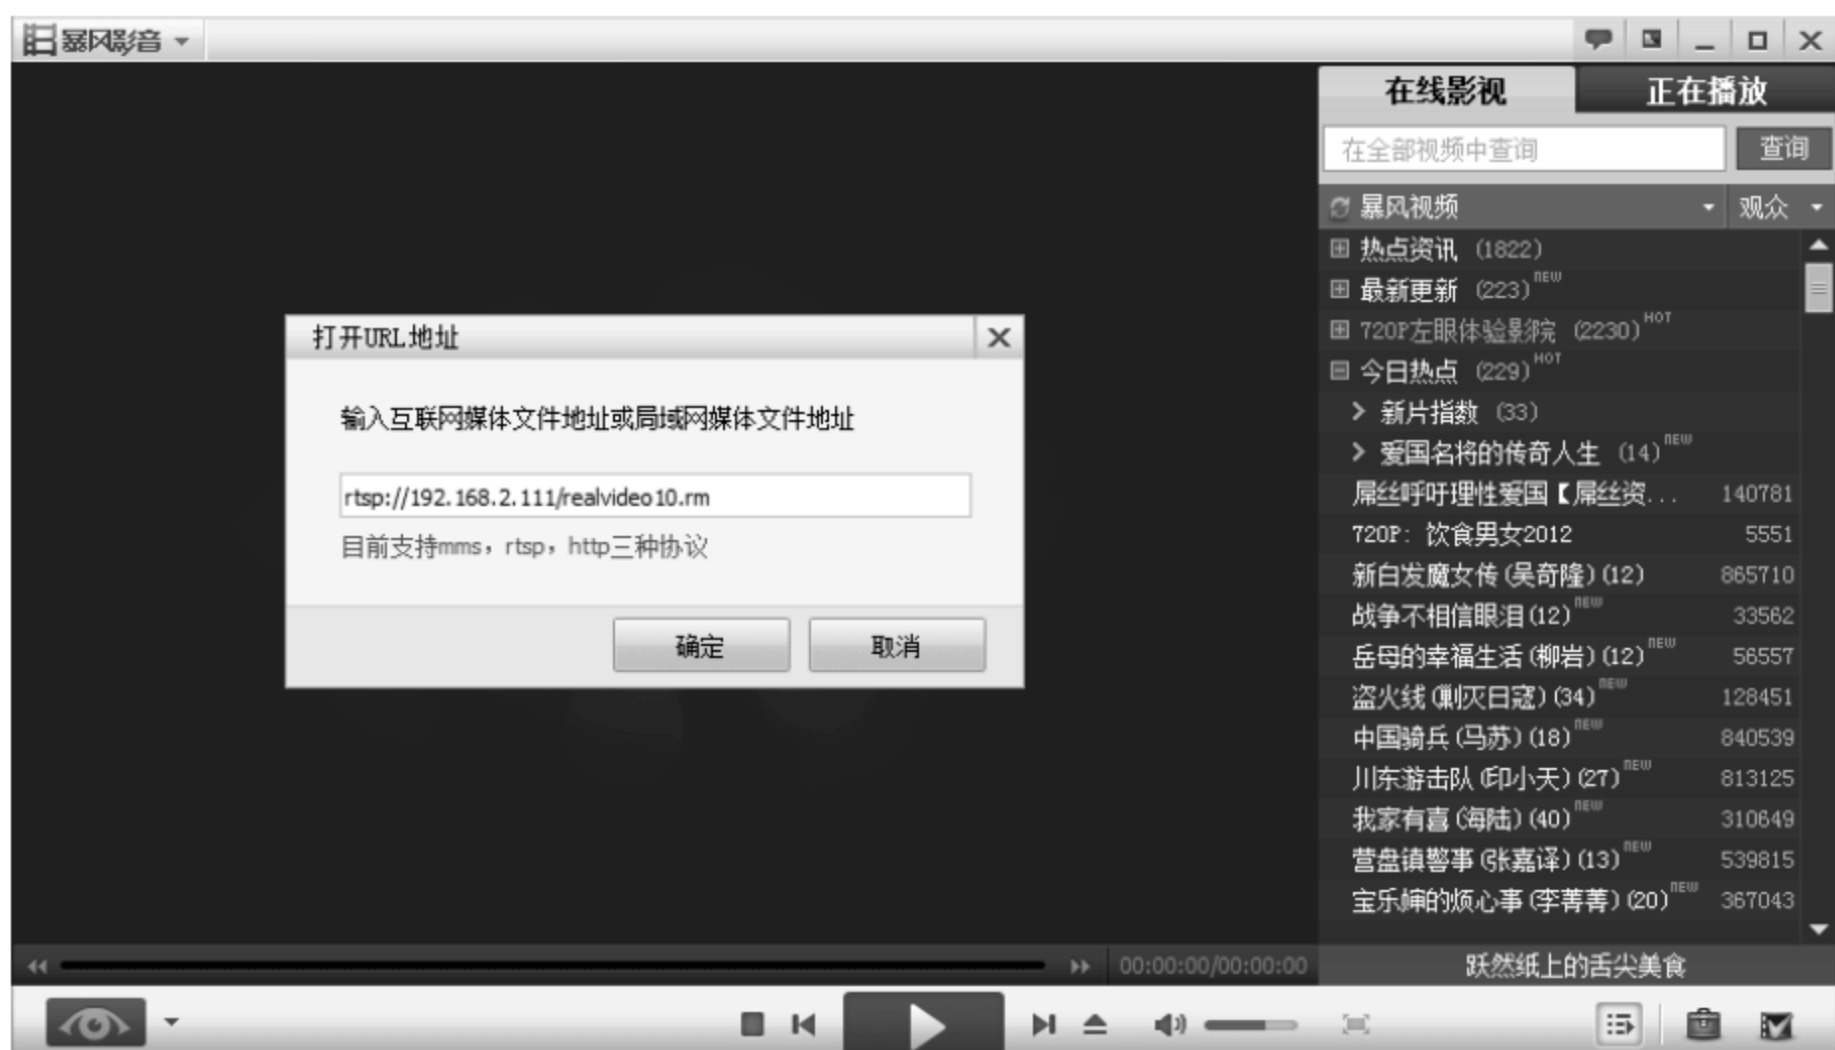 暴风影音
在线影视 正在播放
在全部视频中查询 查询
暴风视频 观众
热点资讯 (1822)
最新更新 (223) NEW
720P左眼体验影院 (2230) HOT
今日热点 (229) HOT
新片指数 (33)
爱国名将的传奇人生 (14) NEW
屌丝呼吁理性爱国【屌丝资... 140781
720P: 饮食男女2012 5551
新白发魔女传(吴奇隆)(12) 865710
战争不相信眼泪(12) NEW 33562
岳母的幸福生活(柳岩)(12) NEW 56557
盗火线(剿灭日寇)(34) NEW 128451
中国骑兵(马苏)(18) NEW 840539
川东游击队(印小天)(27) NEW 813125
我家有喜(海陆)(40) NEW 310649
营盘镇警事(张嘉译)(13) NEW 539815
宝乐婶的烦心事(李菁菁)(20) NEW 367043
跃然纸上的舌尖美食
打开URL地址
输入互联网媒体文件地址或局域网媒体文件地址
rtsp://192.168.2.111/realvideo10.rm
目前支持mms，rtsp，http三种协议
确定 取消
00:00:00/00:00:00